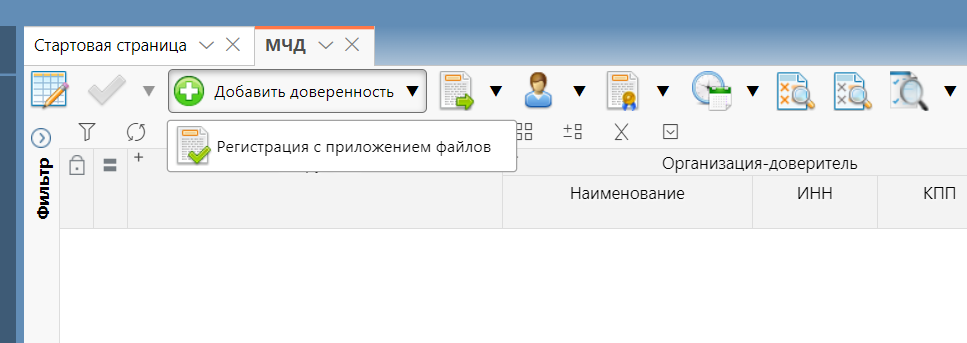 Стартовая страница
МЧД
Добавить доверенность
Регистрация с приложением файлов
Фильтр
Организация-доверитель
Наименование
ИНН
КПП